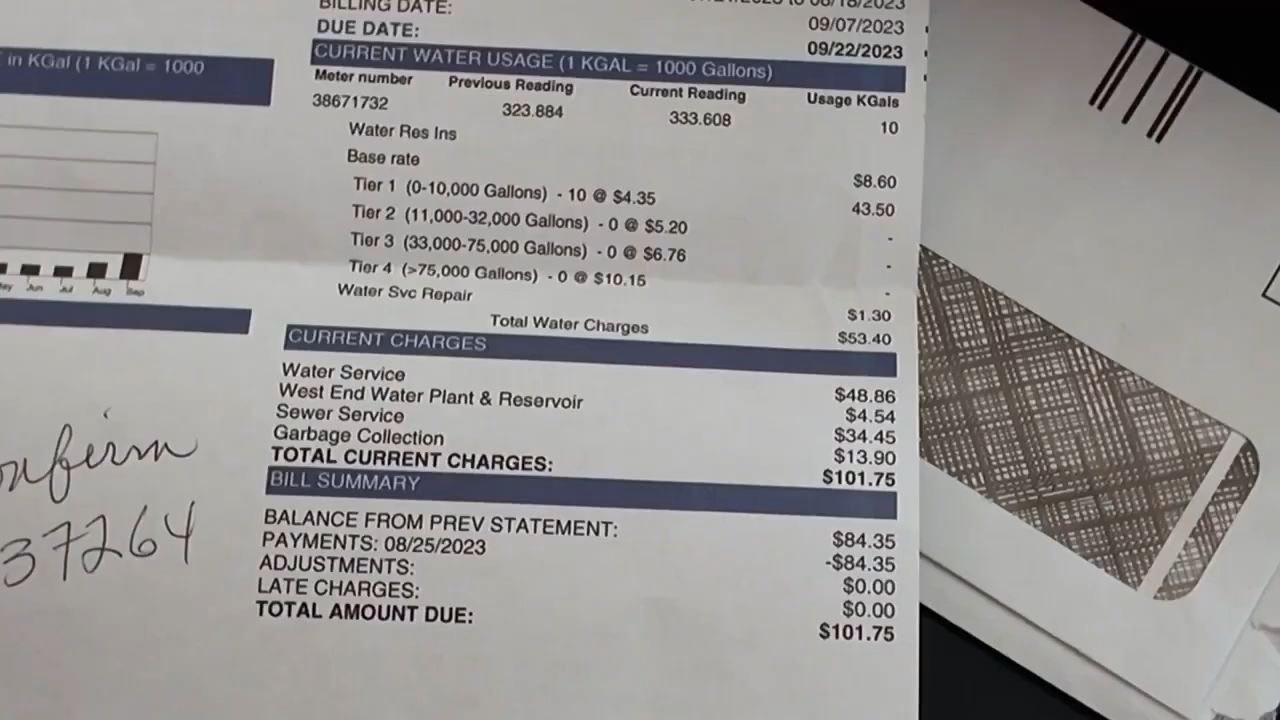 BILLING DATE: 09/07/2023
DUE DATE: 09/22/2023
in KGal (1 KGal = 1000
CURRENT WATER USAGE (1 KGAL = 1000 Gallons)
Meter number Previous Reading Current Reading Usage KGals
38671732 323.884 333.608 10
Water Res Ins
Base rate $8.60
Tier 1 (0-10,000 Gallons) - 10 @ $4.35 43.50
Tier 2 (11,000-32,000 Gallons) - 0 @ $5.20 -
Tier 3 (33,000-75,000 Gallons) - 0 @ $6.76 -
Tier 4 (>75,000 Gallons) - 0 @ $10.15 -
Water Svc Repair $1.30
Total Water Charges $53.40
Jun Jul Aug Sep
CURRENT CHARGES
Water Service $48.86
West End Water Plant & Reservoir $4.54
Sewer Service $34.45
Garbage Collection $13.90
TOTAL CURRENT CHARGES: $101.75
BILL SUMMARY
BALANCE FROM PREV STATEMENT: $84.35
PAYMENTS: 08/25/2023 -$84.35
ADJUSTMENTS: $0.00
LATE CHARGES: $0.00
TOTAL AMOUNT DUE: $101.75
onfirm
37264